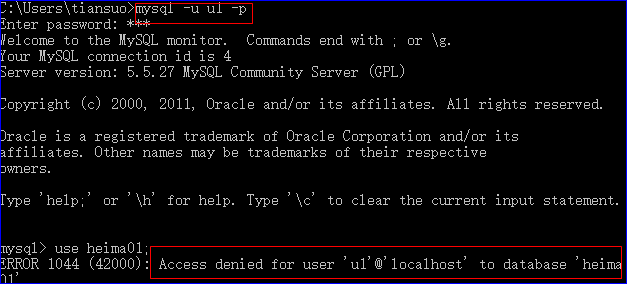 C:\Users\tiansuo>mysql -u u1 -p
Enter password: ***
Welcome to the MySQL monitor.  Commands end with ; or \g.
Your MySQL connection id is 4
Server version: 5.5.27 MySQL Community Server (GPL)
Copyright (c) 2000, 2011, Oracle and/or its affiliates. All rights reserved.
Oracle is a registered trademark of Oracle Corporation and/or its
affiliates. Other names may be trademarks of their respective
owners.
Type 'help;' or '\h' for help. Type '\c' to clear the current input statement.
mysql> use heima01;
ERROR 1044 (42000): Access denied for user 'u1'@'localhost' to database 'heima
01'